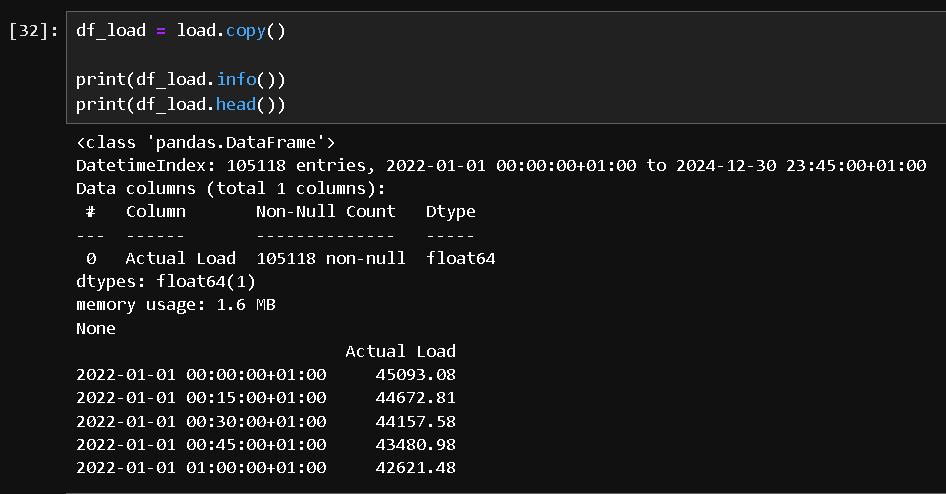 [32]: df_load = load.copy()
print(df_load.info())
print(df_load.head())
<class 'pandas.DataFrame'>
DatetimeIndex: 105118 entries, 2022-01-01 00:00:00+01:00 to 2024-12-30 23:45:00+01:00
Data columns (total 1 columns):
 #   Column       Non-Null Count   Dtype
---  ------       --------------   -----
 0   Actual Load  105118 non-null  float64
dtypes: float64(1)
memory usage: 1.6 MB
None
                           Actual Load
2022-01-01 00:00:00+01:00     45093.08
2022-01-01 00:15:00+01:00     44672.81
2022-01-01 00:30:00+01:00     44157.58
2022-01-01 00:45:00+01:00     43480.98
2022-01-01 01:00:00+01:00     42621.48